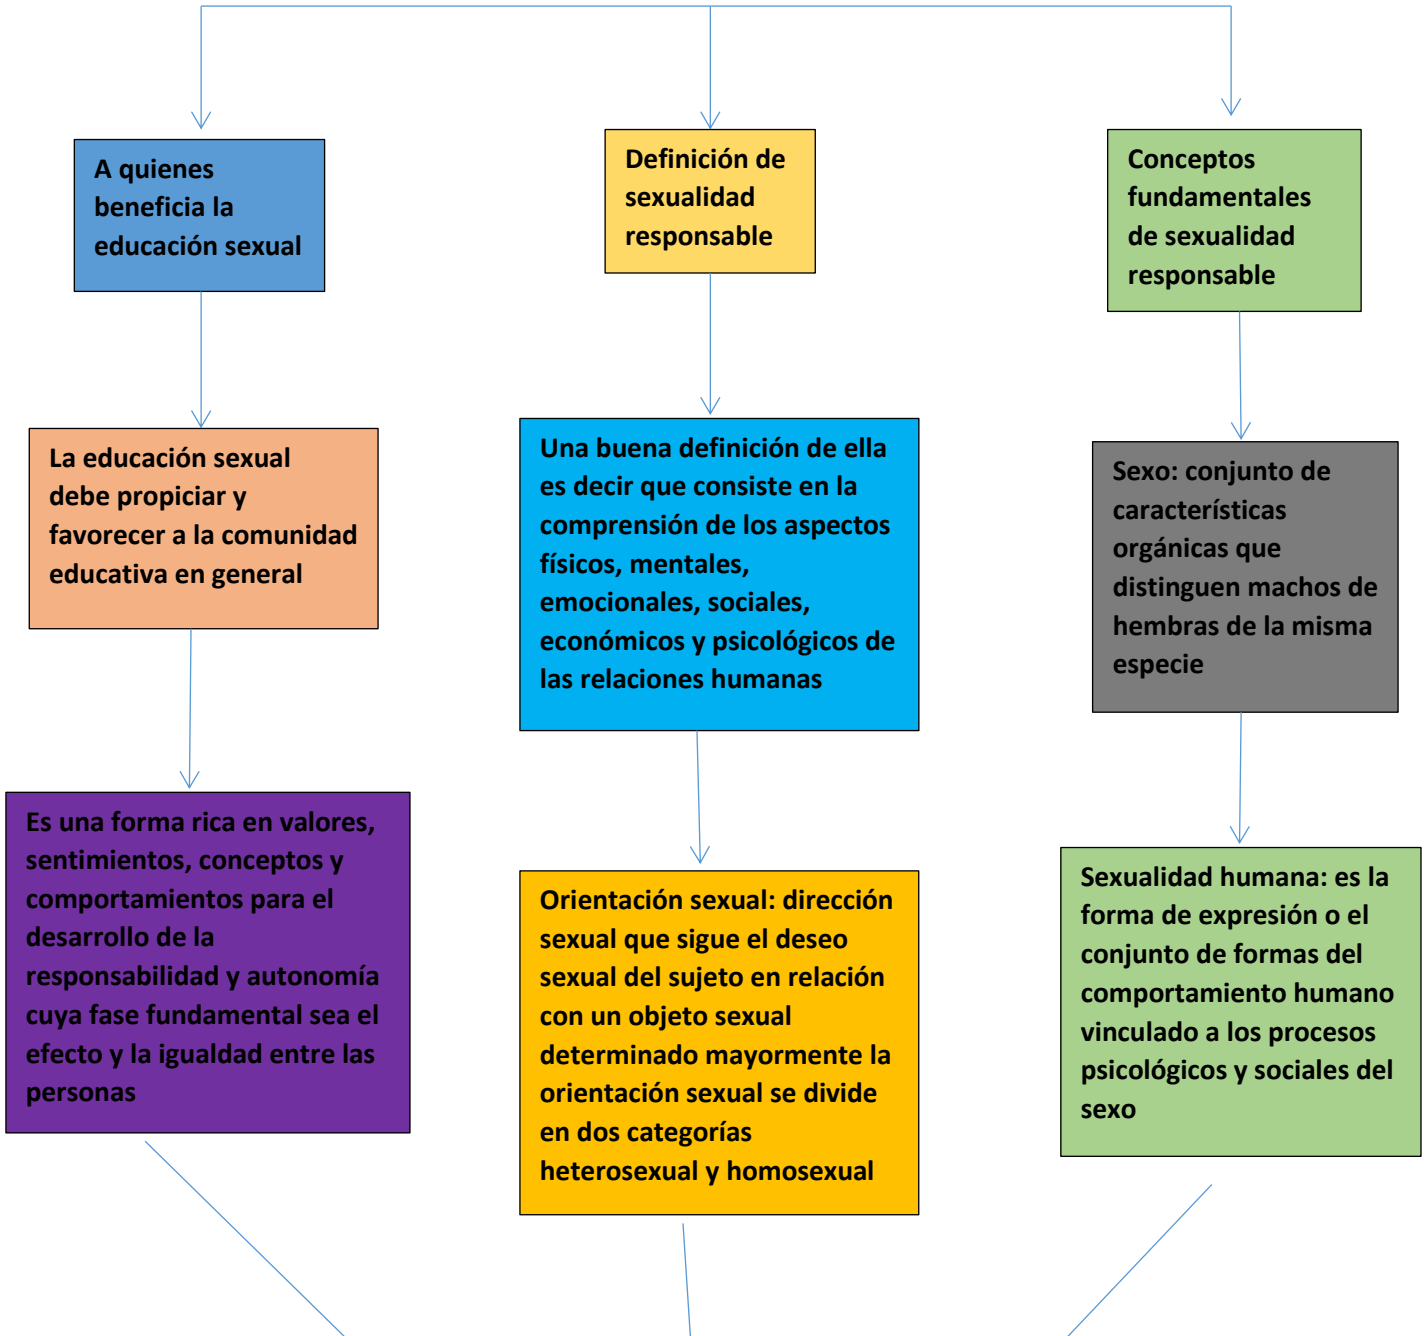 A quienes
beneficia la
educación sexual
Definición de
sexualidad
responsable
Conceptos
fundamentales
de sexualidad
responsable
La educación sexual
debe propiciar y
favorecer a la comunidad
educativa en general
Una buena definición de ella
es decir que consiste en la
comprensión de los aspectos
físicos, mentales,
emocionales, sociales,
económicos y psicológicos de
las relaciones humanas
Sexo: conjunto de
características
orgánicas que
distinguen machos de
hembras de la misma
especie
Es una forma rica en valores,
sentimientos, conceptos y
comportamientos para el
desarrollo de la
responsabilidad y autonomía
cuya fase fundamental sea el
efecto y la igualdad entre las
personas
Orientación sexual: dirección
sexual que sigue el deseo
sexual del sujeto en relación
con un objeto sexual
determinado mayormente la
orientación sexual se divide
en dos categorías
heterosexual y homosexual
Sexualidad humana: es la
forma de expresión o el
conjunto de formas del
comportamiento humano
vinculado a los procesos
psicológicos y sociales del
sexo